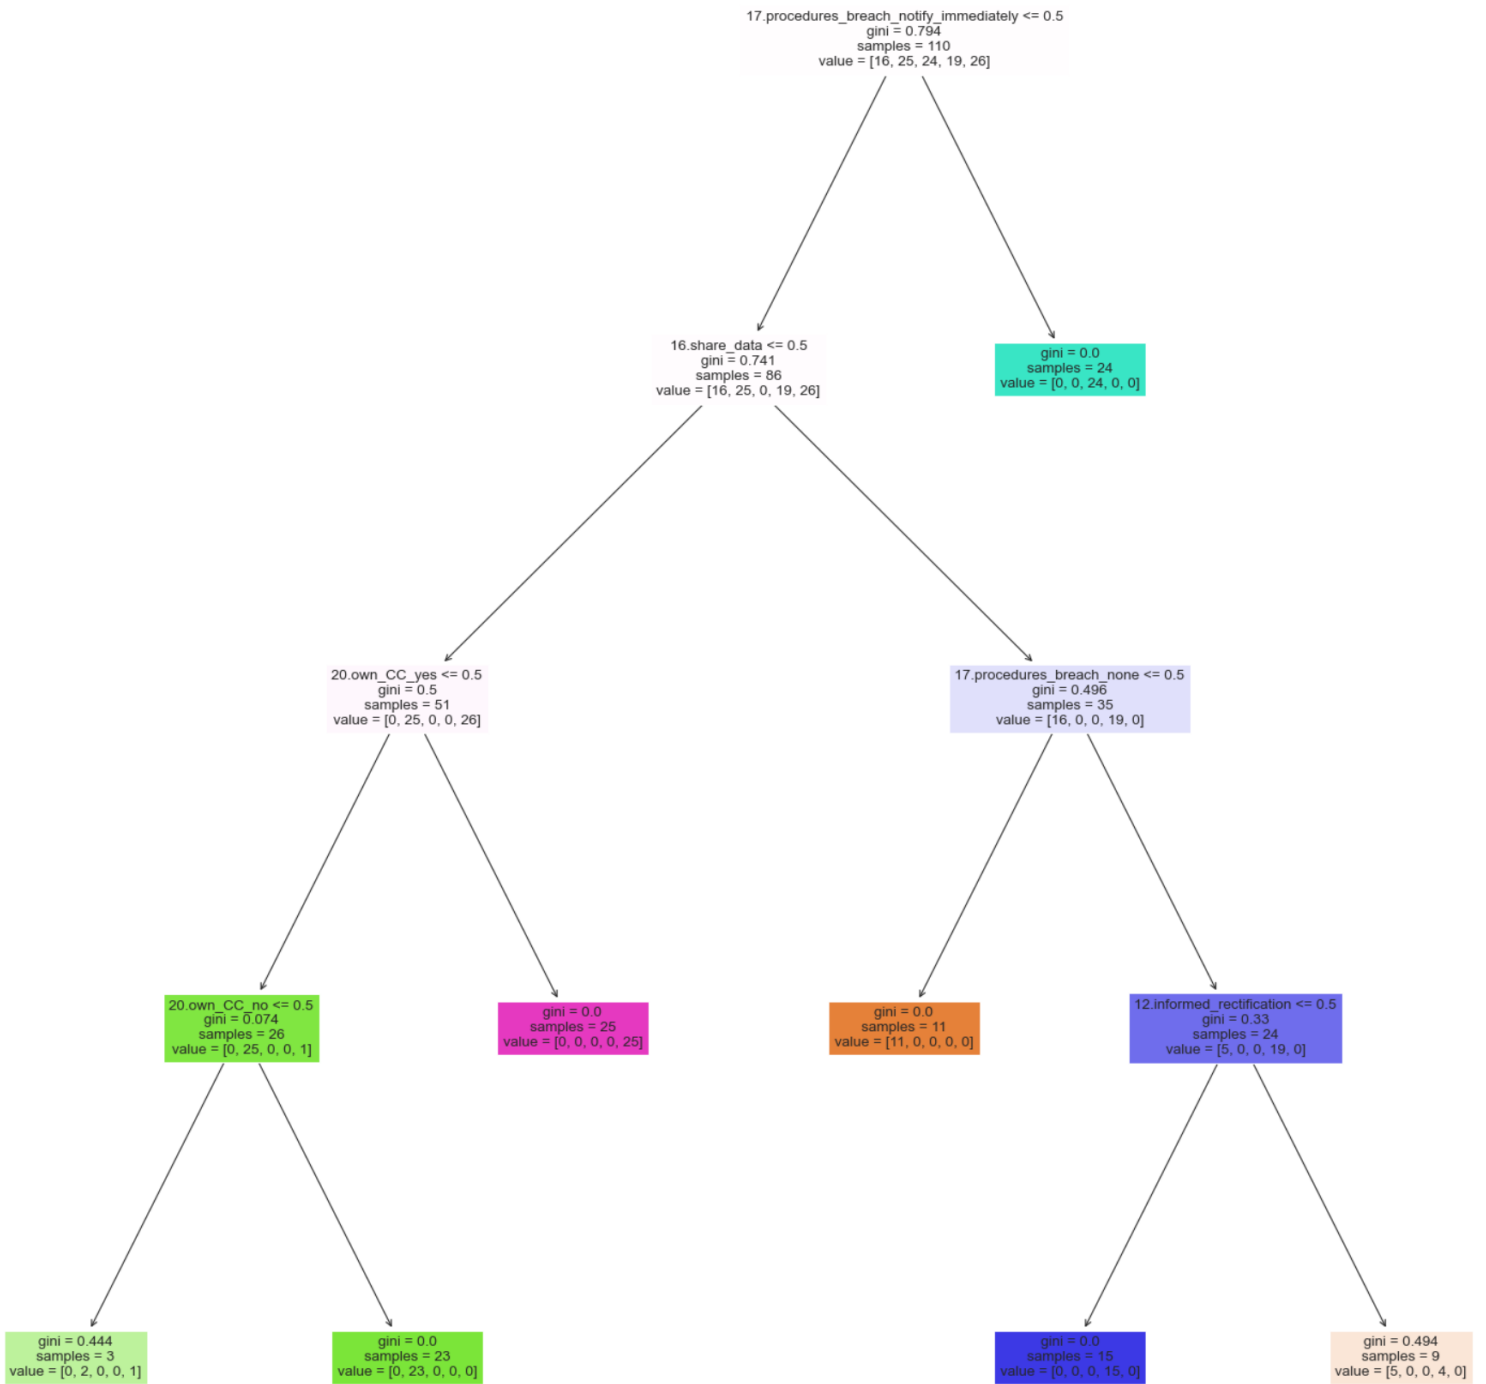 17.procedures_breach_notify_immediately <= 0.5
gini = 0.794
samples = 110
value = [16, 25, 24, 19, 26]
16.share_data <= 0.5
gini = 0.741
samples = 86
value = [16, 25, 0, 19, 26]
gini = 0.0
samples = 24
value = [0, 0, 24, 0, 0]
20.own_CC_yes <= 0.5
gini = 0.5
samples = 51
value = [0, 25, 0, 0, 26]
17.procedures_breach_none <= 0.5
gini = 0.496
samples = 35
value = [16, 0, 0, 19, 0]
20.own_CC_no <= 0.5
gini = 0.074
samples = 26
value = [0, 25, 0, 0, 1]
gini = 0.0
samples = 25
value = [0, 0, 0, 0, 25]
gini = 0.0
samples = 11
value = [11, 0, 0, 0, 0]
12.informed_rectification <= 0.5
gini = 0.33
samples = 24
value = [5, 0, 0, 19, 0]
gini = 0.444
samples = 3
value = [0, 2, 0, 0, 1]
gini = 0.0
samples = 23
value = [0, 23, 0, 0, 0]
gini = 0.0
samples = 15
value = [0, 0, 0, 15, 0]
gini = 0.494
samples = 9
value = [5, 0, 0, 4, 0]